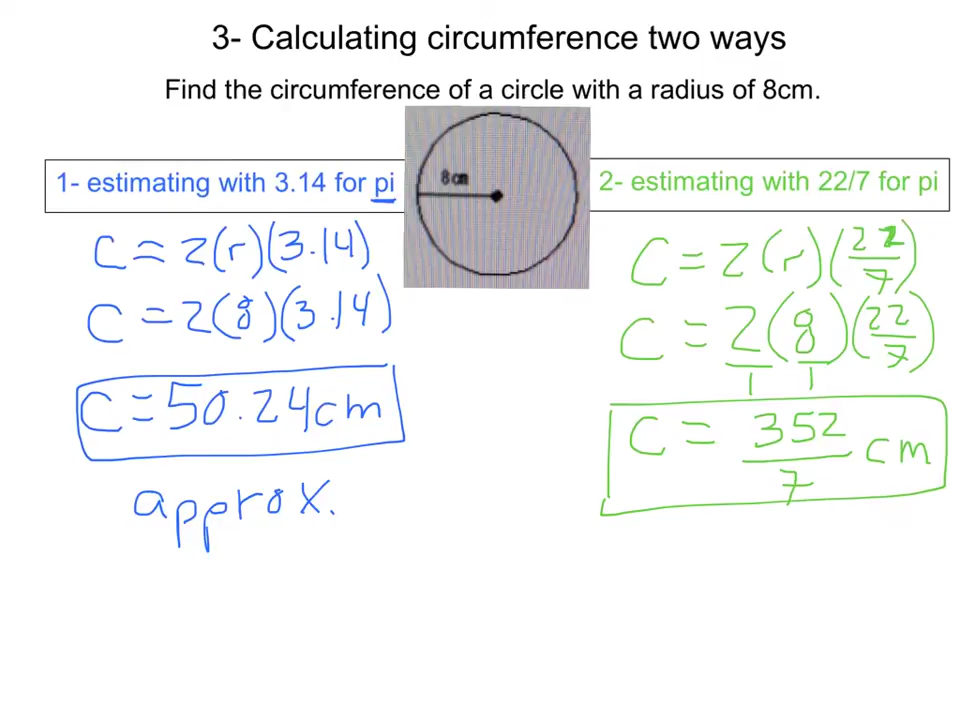 3- Calculating circumference two ways
Find the circumference of a circle with a radius of 8cm.
1- estimating with 3.14 for pi
C = 2(r)(3.14)
C = 2(8)(3.14)
C = 50.24cm
approx.
8cm
2- estimating with 22/7 for pi
C = 2(r)(22/7)
C = 2/1(8/1)(22/7)
C = 352/7 cm